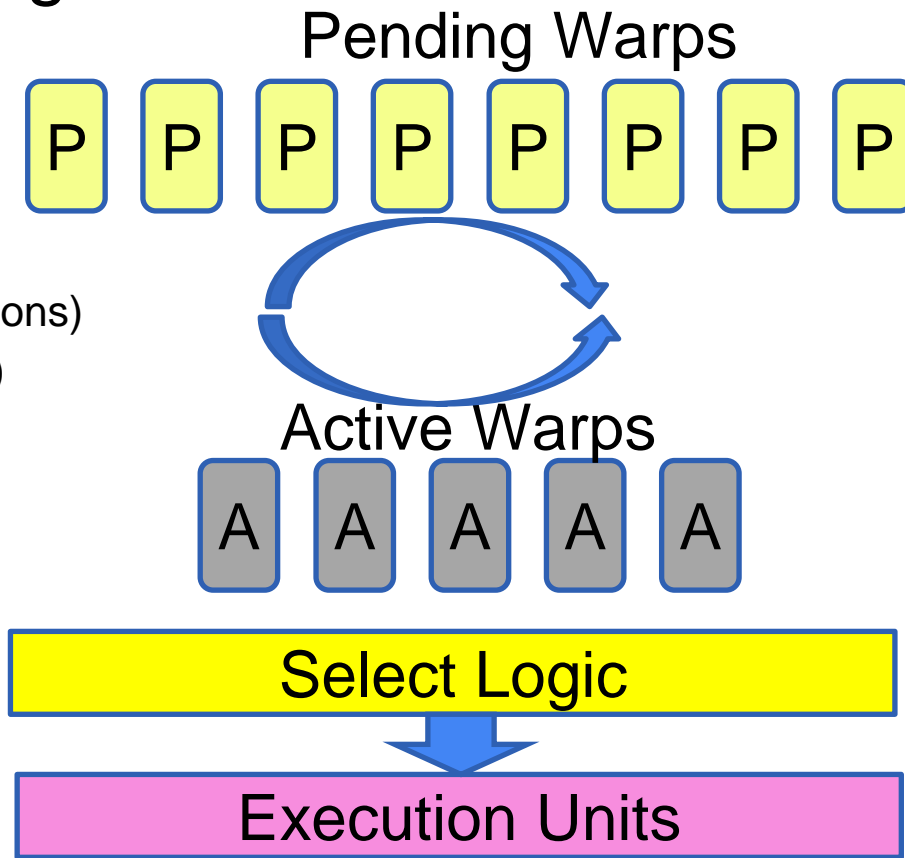 g
Pending Warps
P P P P P P P P
ons)
)
Active Warps
A A A A A
Select Logic
Execution Units